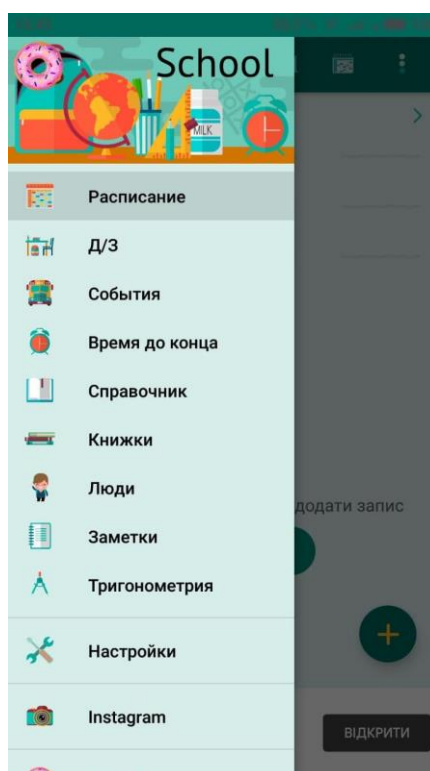 School
MILK
Расписание
Д/З
События
Время до конца
Справочник
Книжки
Люди
додати запис
Заметки
Тригонометрия
Настройки
Instagram
ВІДКРИТИ